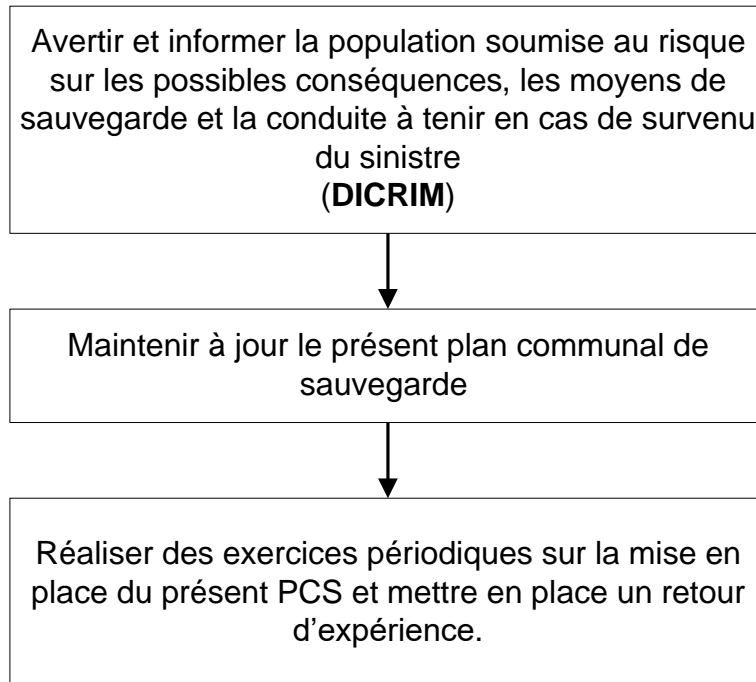 Avertir et informer la population soumise au risque
sur les possibles conséquences, les moyens de
sauvegarde et la conduite à tenir en cas de survenu
du sinistre
(DICRIM)
Maintenir à jour le présent plan communal de
sauvegarde
Réaliser des exercices périodiques sur la mise en
place du présent PCS et mettre en place un retour
d’expérience.